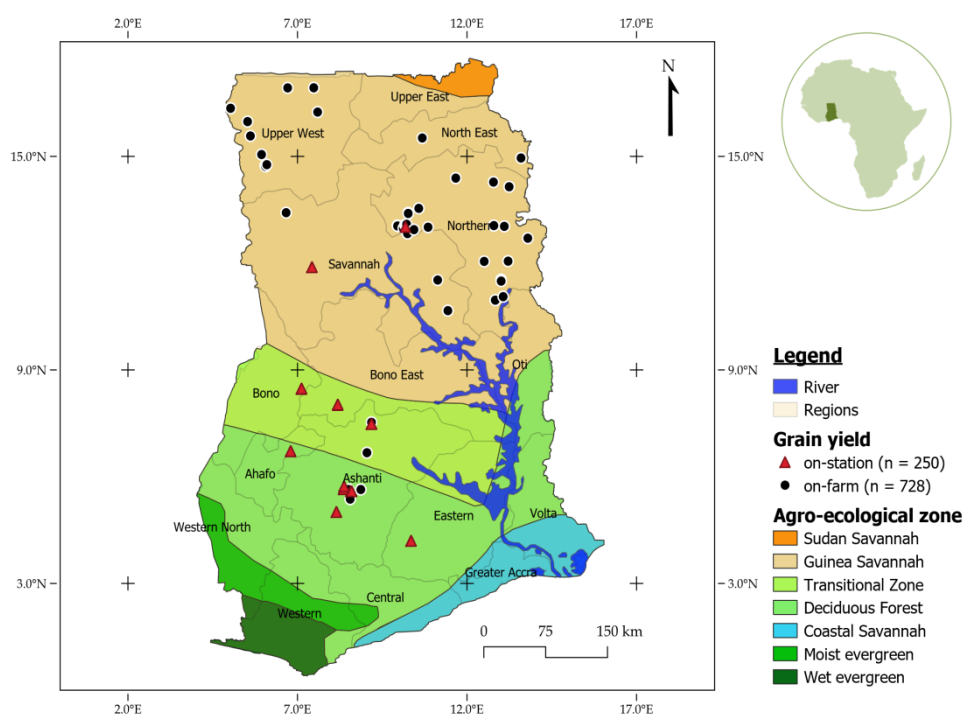 2.0°E 7.0°E 12.0°E 17.0°E
N
Upper East
Upper West
North East
15.0°N 15.0°N
Northern
Savannah
9.0°N 9.0°N
Oti
Bono East
Bono
Ahafo
Ashanti
Western North
Eastern
Volta
Greater Accra
3.0°N 3.0°N
Central
Western
0 75 150 km
2.0°E 7.0°E 12.0°E 17.0°E
Legend
River
Regions
Grain yield
on-station (n = 250)
on-farm (n = 728)
Agro-ecological zone
Sudan Savannah
Guinea Savannah
Transitional Zone
Deciduous Forest
Coastal Savannah
Moist evergreen
Wet evergreen